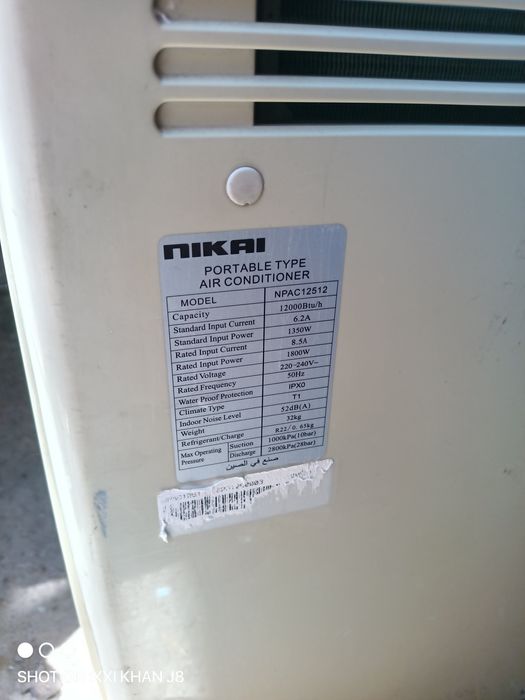 NIKAI
PORTABLE TYPE
AIR CONDITIONER
MODEL NPAC12512
Capacity 12000Btu/h
Standard Input Current 6.2A
Standard Input Power 1350W
Rated Input Current 8.5A
Rated Input Power 1800W
Rated Voltage 220-240V~
Rated Frequency 50Hz
Water Proof Protection IPX0
Climate Type T1
Indoor Noise Level 52dB(A)
Weight 32kg
Refrigerant/Charge R22/0.65kg
Max Operating Pressure Suction 1000kPa(10bar)
Discharge 2800kPa(28bar)
صنع في الصين
SHOT
KHAN J8